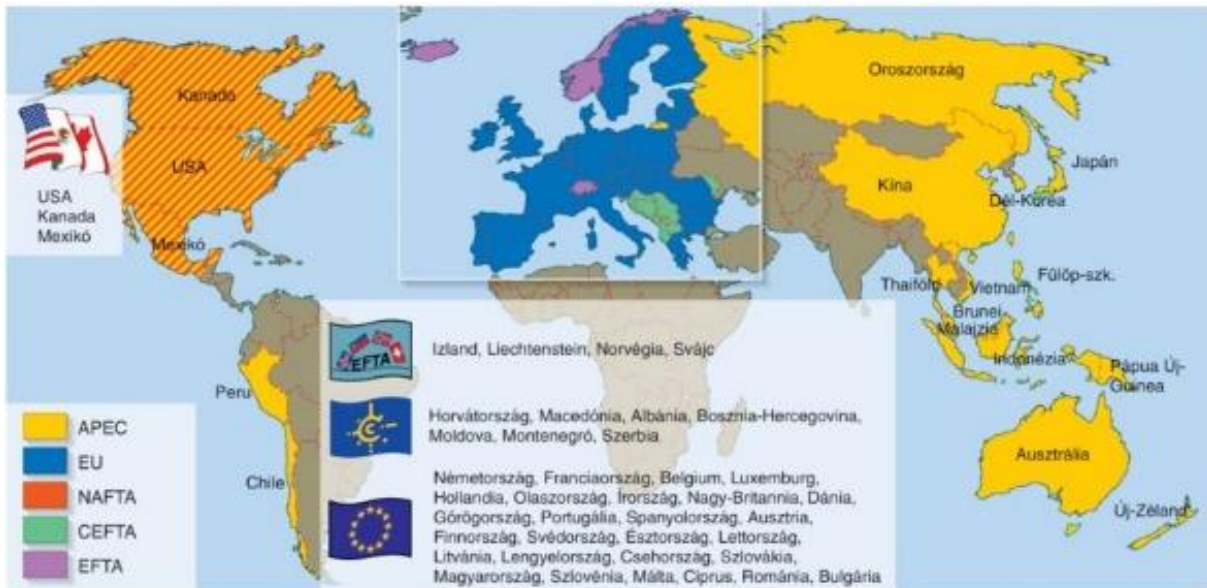 Kanada
USA
Mexikó
USA
Kanada
Mexikó
Oroszország
Japán
Kína
Dél-Korea
Fülöp-szk.
Thaiföld
Vietnam
Brunei
Malajzia
Indonézia
Pápua Új-
Guinea
Peru
Chile
Ausztrália
Új-Zéland
APEC
EU
NAFTA
CEFTA
EFTA
EFTA
Izland, Liechtenstein, Norvégia, Svájc
Horvátország, Macedónia, Albánia, Bosznia-Hercegovina,
Moldova, Montenegró, Szerbia
Németország, Franciaország, Belgium, Luxemburg,
Hollandia, Olaszország, Írország, Nagy-Britannia, Dánia,
Görögország, Portugália, Spanyolország, Ausztria,
Finnország, Svédország, Észtország, Lettország,
Litvánia, Lengyelország, Csehország, Szlovákia,
Magyarország, Szlovénia, Málta, Ciprus, Románia, Bulgária